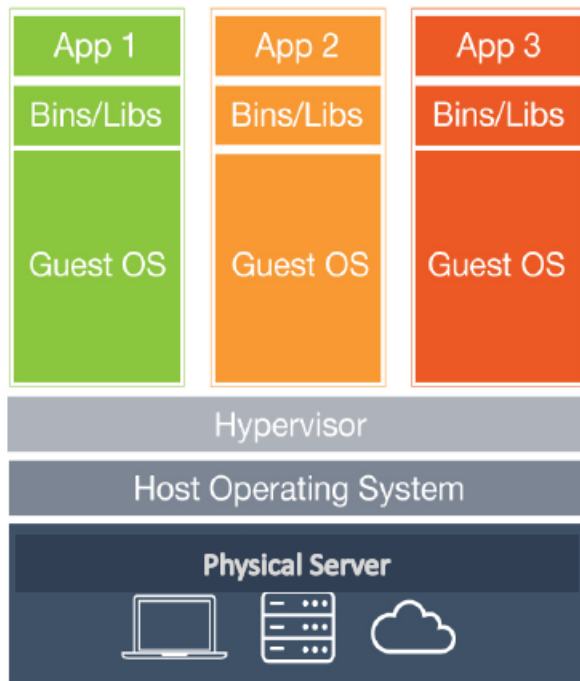 App 1
App 2
App 3
Bins/Libs
Bins/Libs
Bins/Libs
Guest OS
Guest OS
Guest OS
Hypervisor
Host Operating System
Physical Server